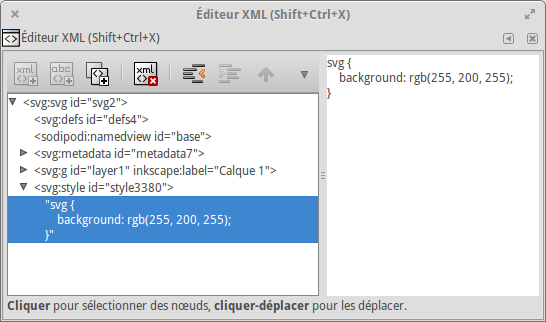 Éditeur XML (Shift+Ctrl+X)
Éditeur XML (Shift+Ctrl+X)
xml
abc
xml
<svg:svg id="svg2">
<svg:defs id="defs4">
<sodipodi:namedview id="base">
<svg:metadata id="metadata7">
<svg:g id="layer1" inkscape:label="Calque 1">
<svg:style id="style3380">
"svg {
background: rgb(255, 200, 255);
}"
svg {
background: rgb(255, 200, 255);
}
Cliquer pour sélectionner des nœuds, cliquer-déplacer pour les déplacer.